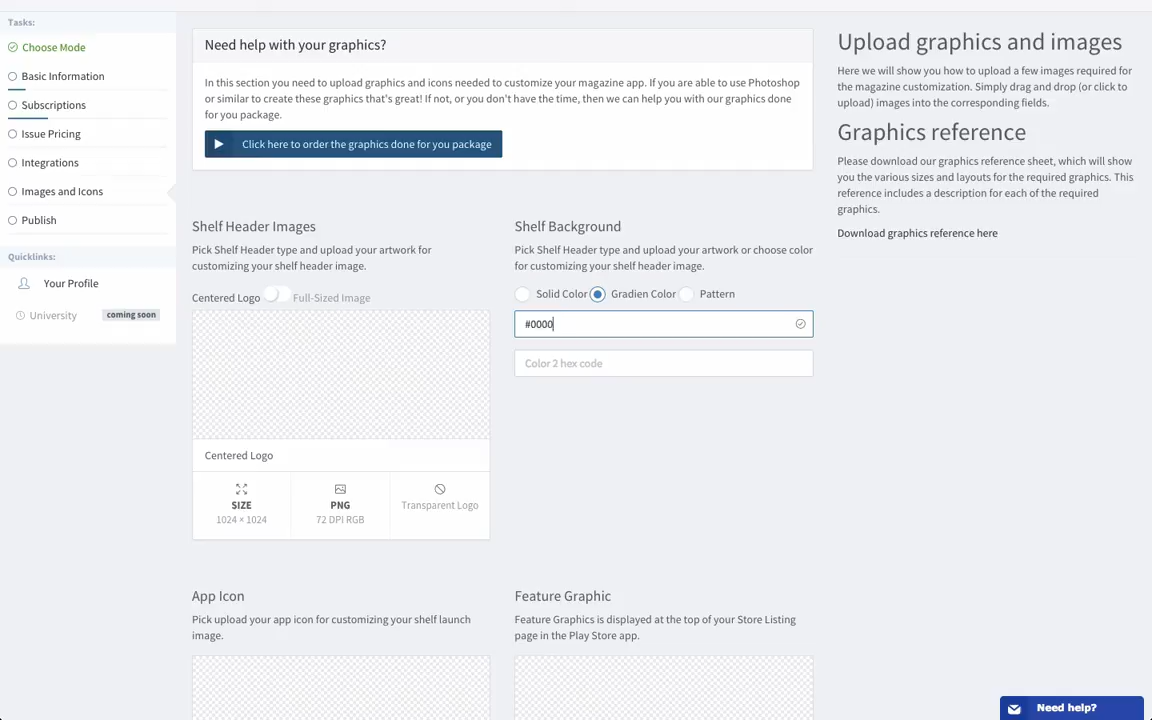 Tasks:
Choose Mode
Basic Information
Subscriptions
Issue Pricing
Integrations
Images and Icons
Publish
Quicklinks:
Your Profile
University
coming soon
Need help with your graphics?
In this section you need to upload graphics and icons needed to customize your magazine app. If you are able to use Photoshop
or similar to create these graphics that's great! If not, or you don't have the time, then we can help you with our graphics done
for you package.
Click here to order the graphics done for you package
Shelf Header Images
Pick Shelf Header type and upload your artwork for
customizing your shelf header image.
Centered Logo
Full-Sized Image
Centered Logo
SIZE
1024 × 1024
PNG
72 DPI RGB
Transparent Logo
Shelf Background
Pick Shelf Header type and upload your artwork or choose color
for customizing your shelf header image.
Solid Color
Gradien Color
Pattern
#0000
Color 2 hex code
App Icon
Pick upload your app icon for customizing your shelf launch
image.
Feature Graphic
Feature Graphics is displayed at the top of your Store Listing
page in the Play Store app.
Upload graphics and images
Here we will show you how to upload a few images required for
the magazine customization. Simply drag and drop (or click to
upload) images into the corresponding fields.
Graphics reference
Please download our graphics reference sheet, which will show
you the various sizes and layouts for the required graphics. This
reference includes a description for each of the required
graphics.
Download graphics reference here
Need help?